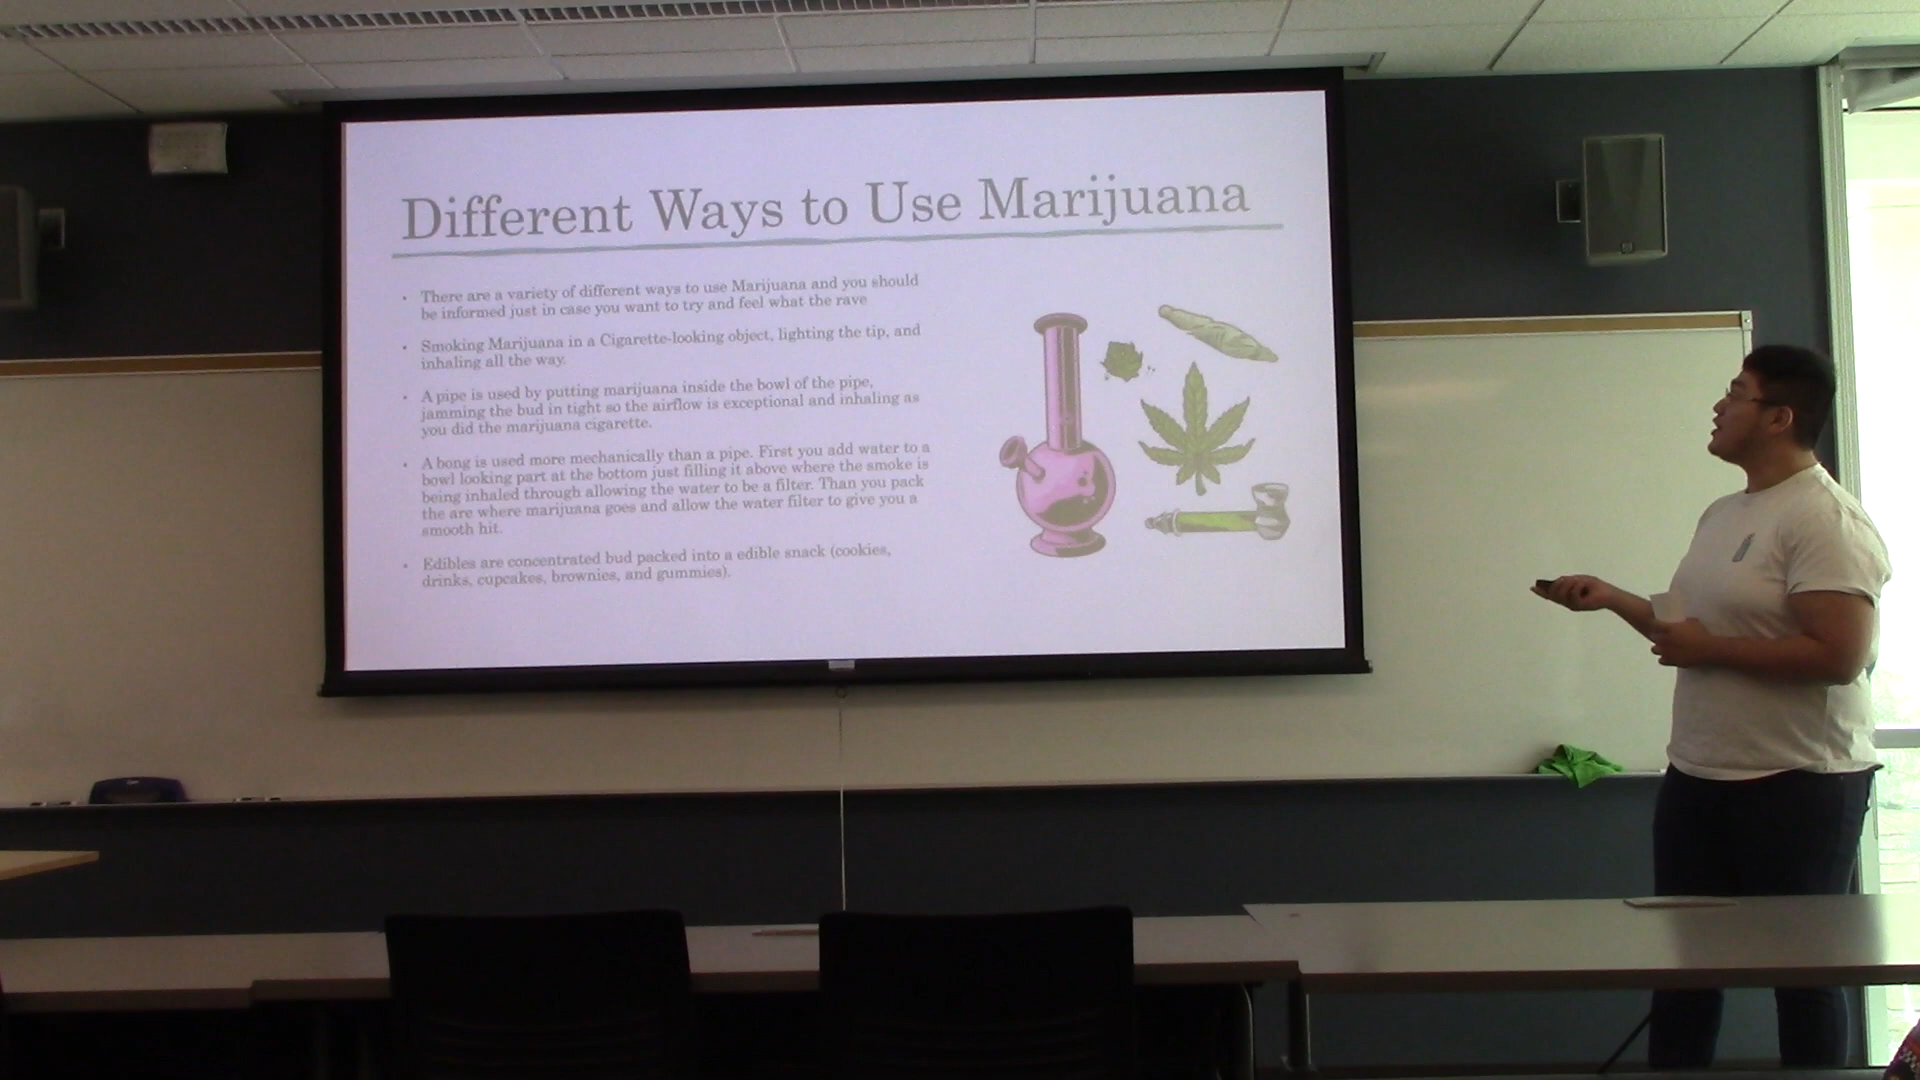 Different Ways to Use Marijuana
• There are a variety of different ways to use Marijuana and you should
be informed just in case you want to try and feel what the rave
• Smoking Marijuana in a Cigarette-looking object, lighting the tip, and
inhaling all the way.
• A pipe is used by putting marijuana inside the bowl of the pipe,
jamming the bud in tight so the airflow is exceptional and inhaling as
you did the marijuana cigarette.
• A bong is used more mechanically than a pipe. First you add water to a
bowl looking part at the bottom just filling it above where the smoke is
being inhaled through allowing the water to be a filter. Than you pack
the are where marijuana goes and allow the water filter to give you a
smooth hit.
• Edibles are concentrated bud packed into a edible snack (cookies,
drinks, cupcakes, brownies, and gummies).